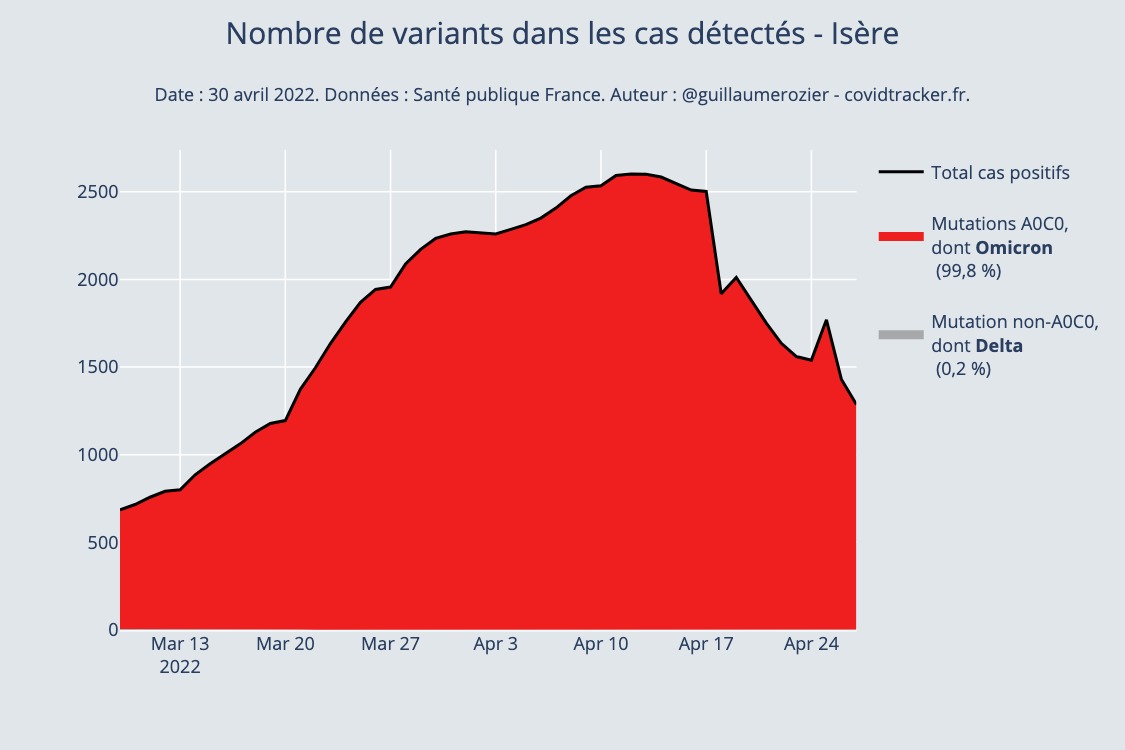 Nombre de variants dans les cas détectés - Isère
Date : 30 avril 2022. Données : Santé publique France. Auteur : @guillaumerozier - covidtracker.fr.
Total cas positifs
Mutations A0C0,
dont Omicron
(99,8 %)
Mutation non-A0C0,
dont Delta
(0,2 %)
2500
2000
1500
1000
500
0
Mar 13
2022
Mar 20
Mar 27
Apr 3
Apr 10
Apr 17
Apr 24